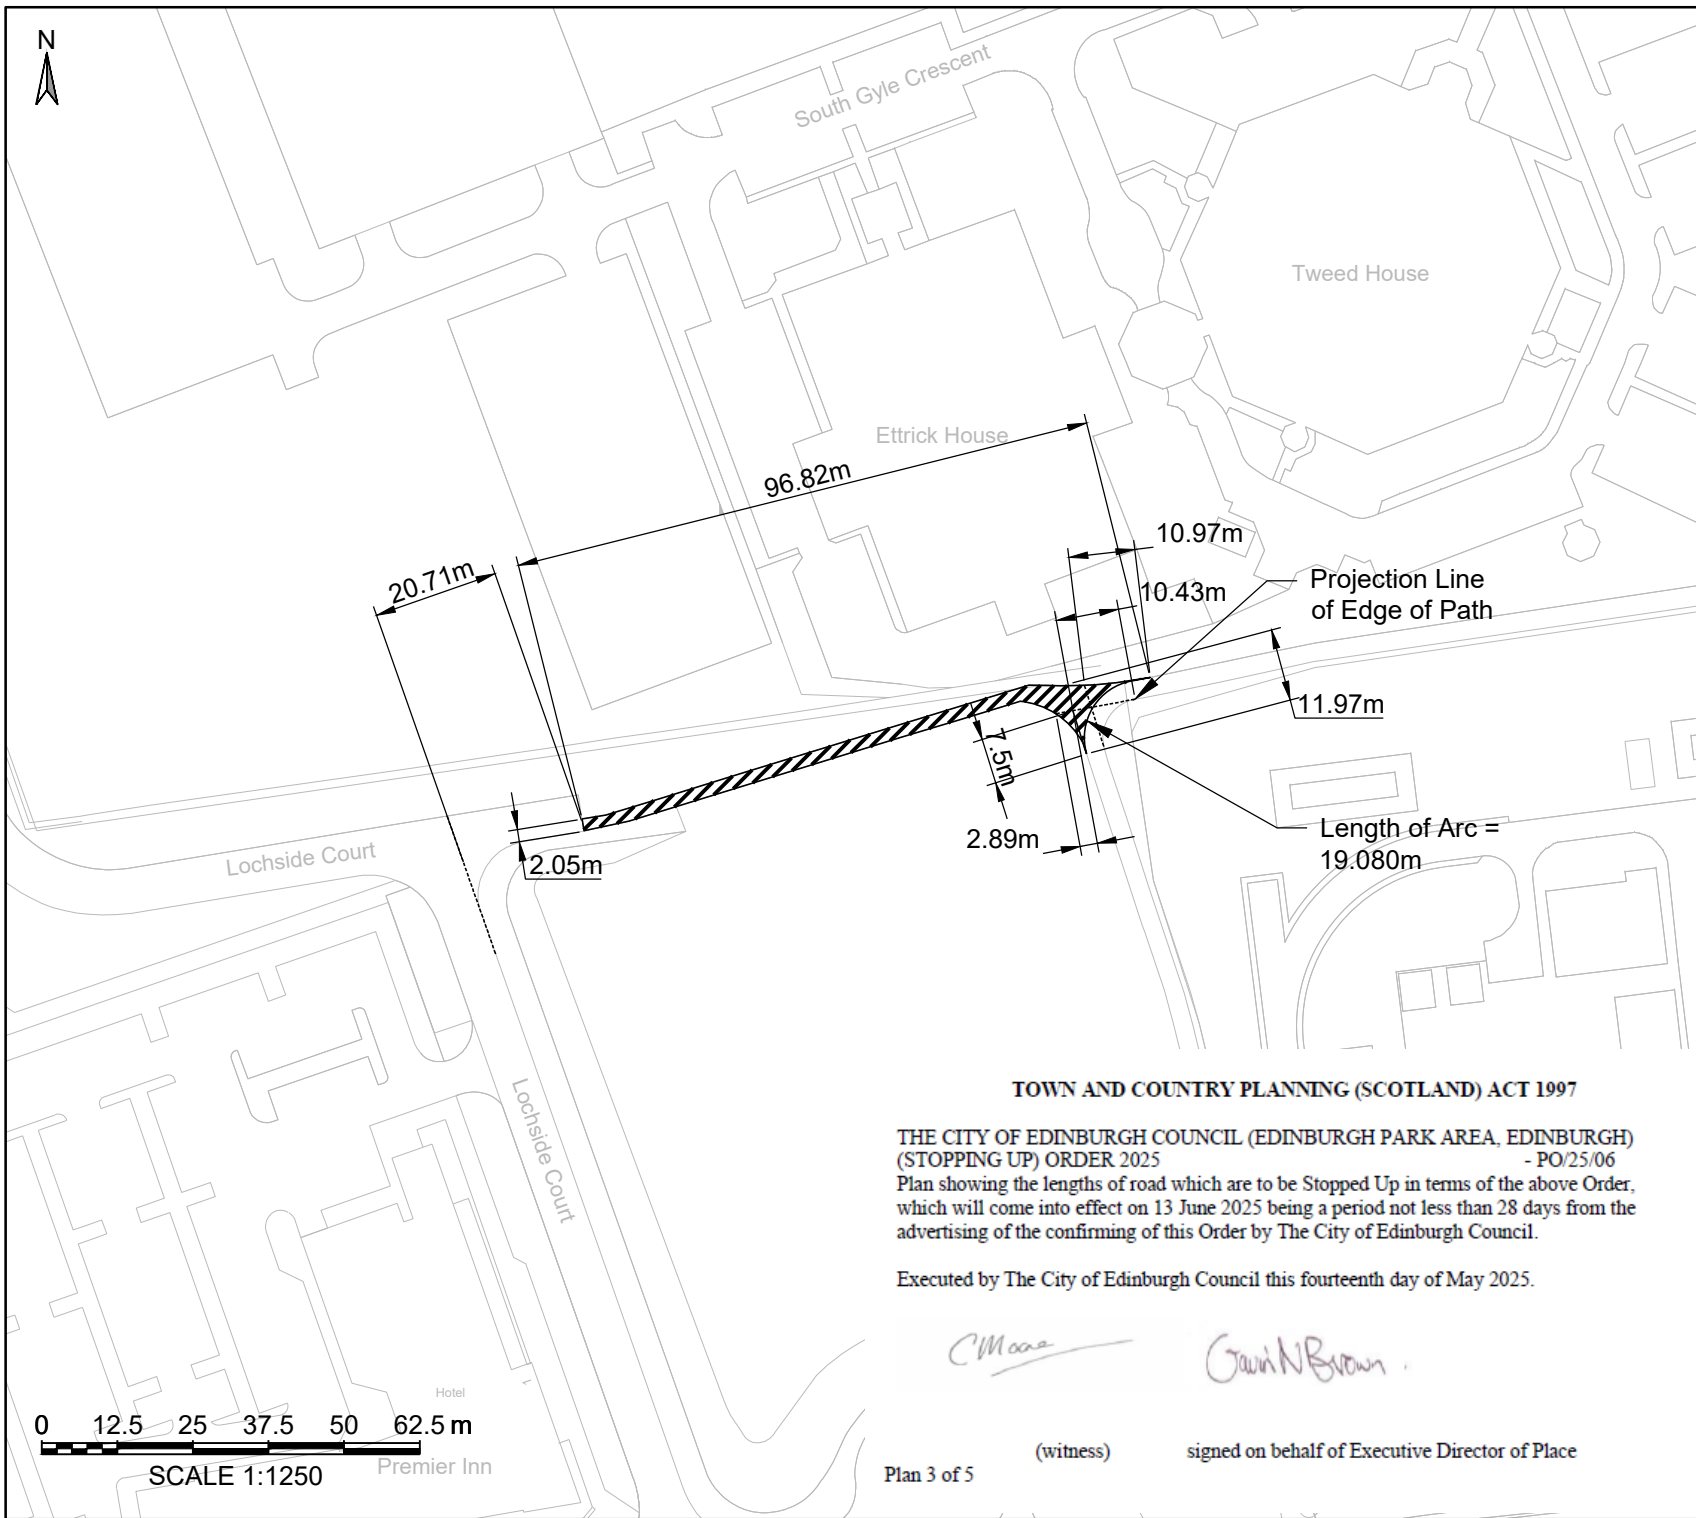 N
South Gyle Crescent
Tweed House
Ettrick House
96.82m
20.71m
10.97m
10.43m
Projection Line
of Edge of Path
11.97m
7.5m
2.89m
2.05m
Length of Arc =
19.080m
Lochside Court
Lochside Court
TOWN AND COUNTRY PLANNING (SCOTLAND) ACT 1997
THE CITY OF EDINBURGH COUNCIL (EDINBURGH PARK AREA, EDINBURGH)
(STOPPING UP) ORDER 2025 - PO/25/06
Plan showing the lengths of road which are to be Stopped Up in terms of the above Order,
which will come into effect on 13 June 2025 being a period not less than 28 days from the
advertising of the confirming of this Order by The City of Edinburgh Council.
Executed by The City of Edinburgh Council this fourteenth day of May 2025.
Gavin N Brown.
(witness) signed on behalf of Executive Director of Place
Plan 3 of 5
Hotel
Premier Inn
0 12.5 25 37.5 50 62.5 m
SCALE 1:1250